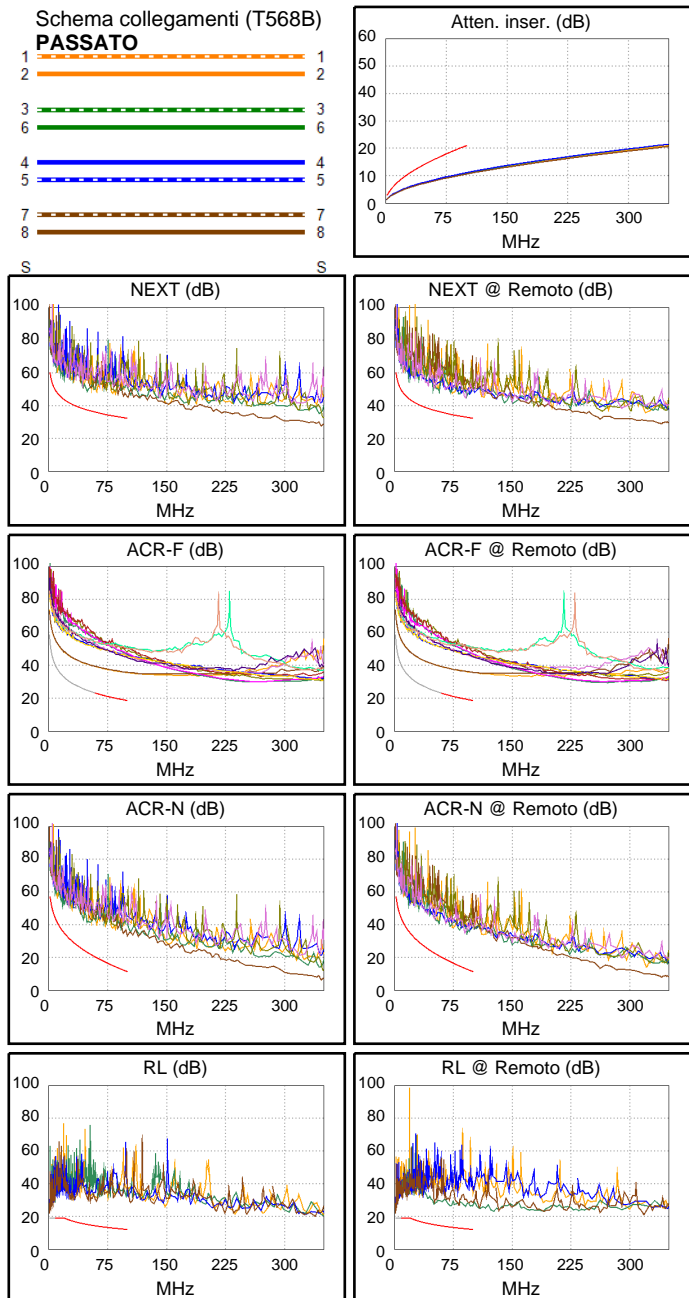 Schema collegamenti (T568B)
PASSATO
1 1
2 2
3 3
6 6
4 4
5 5
7 7
8 8
S S
Atten. inser. (dB)
60
50
40
30
20
10
0
0 75 150 225 300
MHz
NEXT (dB)
100
80
60
40
20
0
0 75 150 225 300
MHz
NEXT @ Remoto (dB)
100
80
60
40
20
0
0 75 150 225 300
MHz
ACR-F (dB)
100
80
60
40
20
0
0 75 150 225 300
MHz
ACR-F @ Remoto (dB)
100
80
60
40
20
0
0 75 150 225 300
MHz
ACR-N (dB)
100
80
60
40
20
0
0 75 150 225 300
MHz
ACR-N @ Remoto (dB)
100
80
60
40
20
0
0 75 150 225 300
MHz
RL (dB)
100
80
60
40
20
0
0 75 150 225 300
MHz
RL @ Remoto (dB)
100
80
60
40
20
0
0 75 150 225 300
MHz